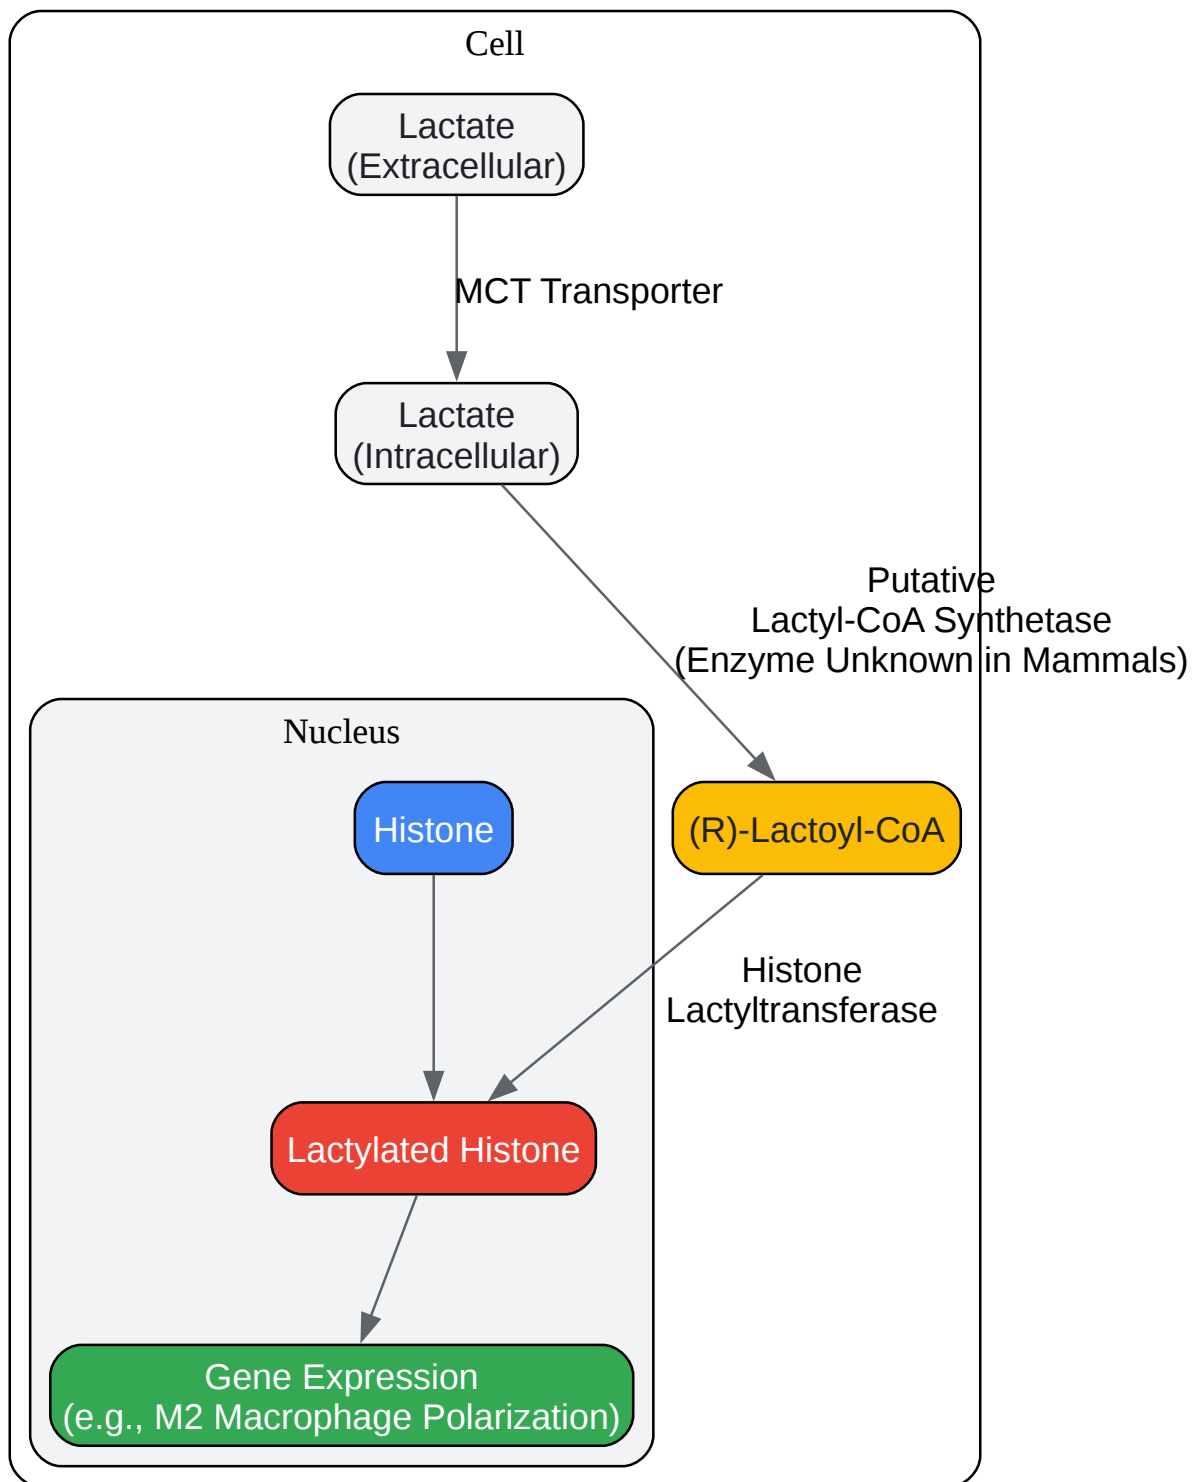 Cell
Lactate
(Extracellular)
MCT Transporter
Lactate
(Intracellular)
Putative
Lactyl-CoA Synthetase
(Enzyme Unknown in Mammals)
Nucleus
Histone
(R)-Lactoyl-CoA
Histone
Lactyltransferase
Lactylated Histone
Gene Expression
(e.g., M2 Macrophage Polarization)